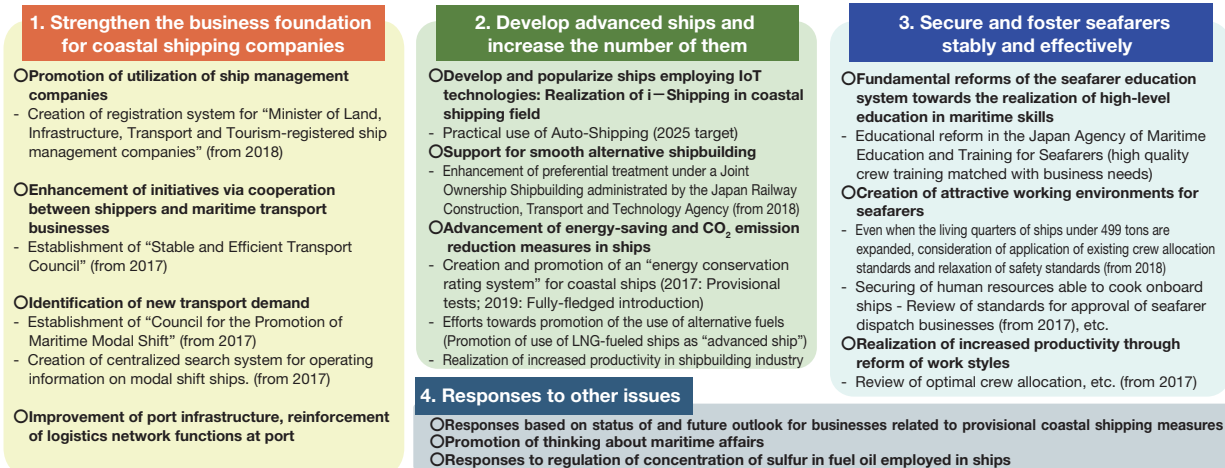 1. Strengthen the business foundation
for coastal shipping companies
○Promotion of utilization of ship management
companies
- Creation of registration system for “Minister of Land,
Infrastructure, Transport and Tourism-registered ship
management companies” (from 2018)
○Enhancement of initiatives via cooperation
between shippers and maritime transport
businesses
- Establishment of “Stable and Efficient Transport
Council” (from 2017)
○Identification of new transport demand
- Establishment of “Council for the Promotion of
Maritime Modal Shift” (from 2017)
- Creation of centralized search system for operating
information on modal shift ships. (from 2017)
○Improvement of port infrastructure, reinforcement
of logistics network functions at port
2. Develop advanced ships and
increase the number of them
○Develop and popularize ships employing IoT
technologies: Realization of i−Shipping in coastal
shipping field
- Practical use of Auto-Shipping (2025 target)
○Support for smooth alternative shipbuilding
- Enhancement of preferential treatment under a Joint
Ownership Shipbuilding administrated by the Japan Railway
Construction, Transport and Technology Agency (from 2018)
○Advancement of energy-saving and CO₂ emission
reduction measures in ships
- Creation and promotion of an “energy conservation
rating system” for coastal ships (2017: Provisional
tests; 2019: Fully-fledged introduction)
- Efforts towards promotion of the use of alternative fuels
(Promotion of use of LNG-fueled ships as “advanced ship”)
- Realization of increased productivity in shipbuilding industry
3. Secure and foster seafarers
stably and effectively
○Fundamental reforms of the seafarer education
system towards the realization of high-level
education in maritime skills
- Educational reform in the Japan Agency of Maritime
Education and Training for Seafarers (high quality
crew training matched with business needs)
○Creation of attractive working environments for
seafarers
- Even when the living quarters of ships under 499 tons are
expanded, consideration of application of existing crew allocation
standards and relaxation of safety standards (from 2018)
- Securing of human resources able to cook onboard
ships - Review of standards for approval of seafarer
dispatch businesses (from 2017), etc.
○Realization of increased productivity through
reform of work styles
- Review of optimal crew allocation, etc. (from 2017)
4. Responses to other issues
○Responses based on status of and future outlook for businesses related to provisional coastal shipping measures
○Promotion of thinking about maritime affairs
○Responses to regulation of concentration of sulfur in fuel oil employed in ships